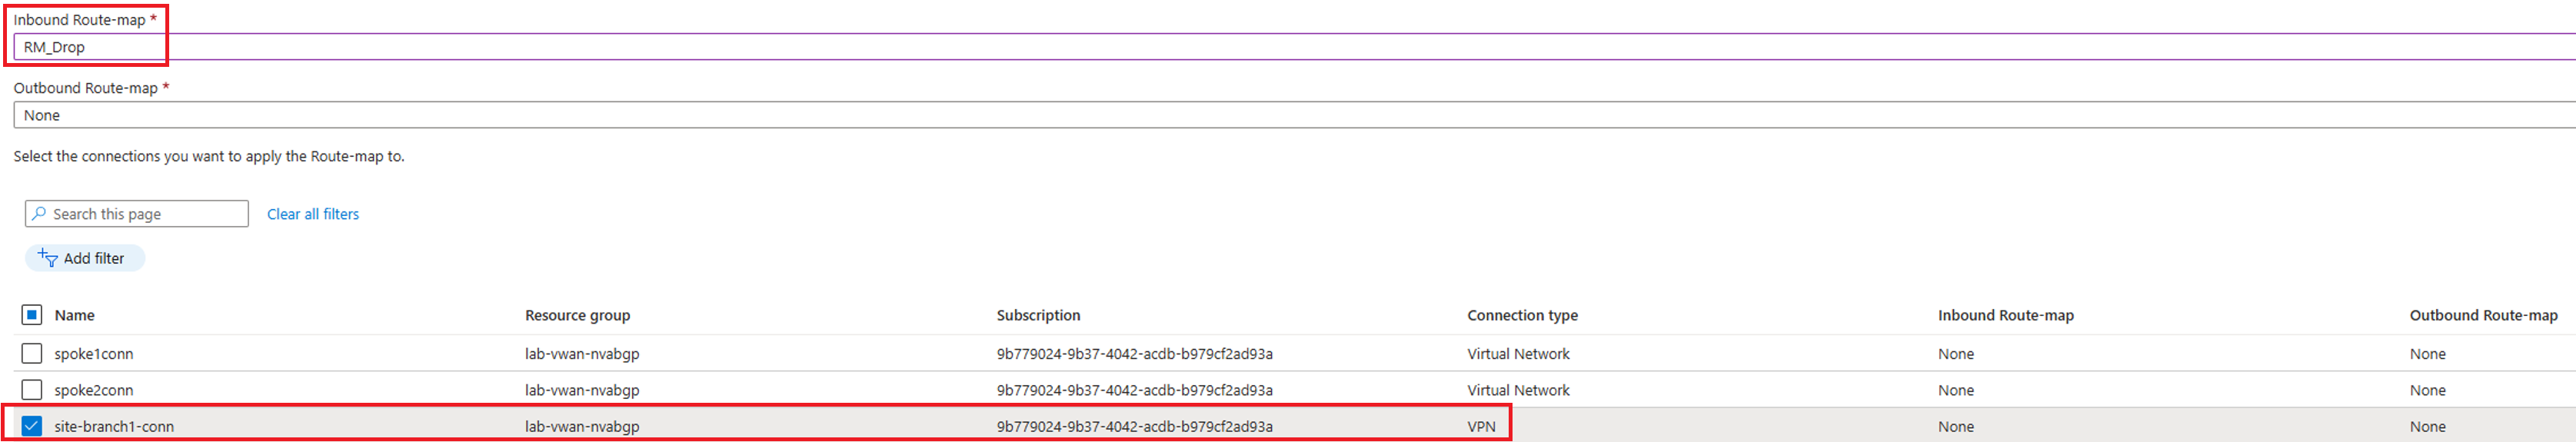 Inbound Route-map *
RM_Drop
Outbound Route-map *
None
Select the connections you want to apply the Route-map to.
Search this page Clear all filters
Add filter
Name Resource group Subscription Connection type Inbound Route-map Outbound Route-map
spoke1conn lab-vwan-nvabgp 9b779024-9b37-4042-acdb-b979cf2ad93a Virtual Network None None
spoke2conn lab-vwan-nvabgp 9b779024-9b37-4042-acdb-b979cf2ad93a Virtual Network None None
site-branch1-conn lab-vwan-nvabgp 9b779024-9b37-4042-acdb-b979cf2ad93a VPN None None